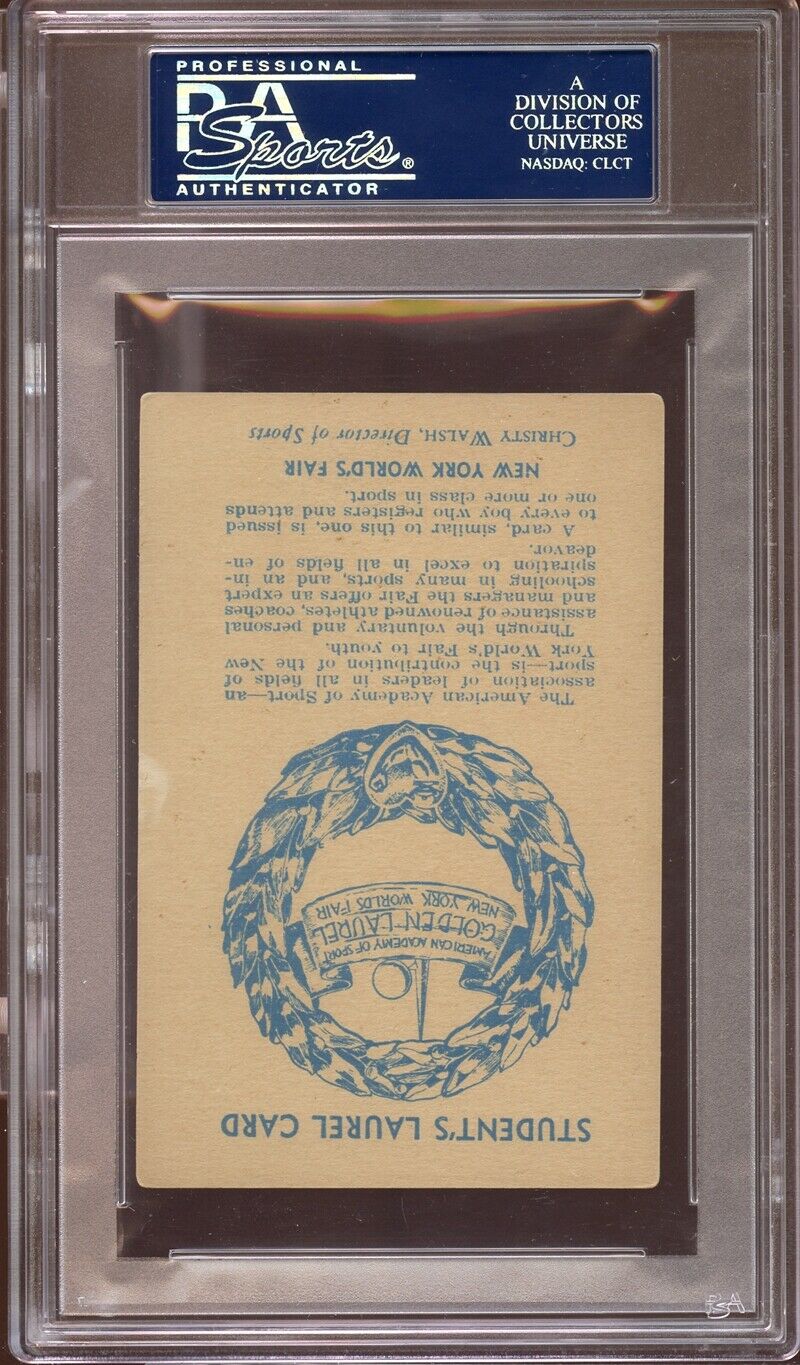 PROFESSIONAL
PSA
Sports®
AUTHENTICATOR
A
DIVISION OF
COLLECTORS
UNIVERSE
NASDAQ: CLCT
STUDENT'S LAUREL CARD
AMERICAN ACADEMY OF SPORT
GOLDEN LAUREL
NEW YORK WORLDS FAIR
The American Academy of Sport—an
association of leaders in all fields of
sport—is the contribution of the New
York World's Fair to youth.
Through the voluntary and personal
assistance of renowned athletes, coaches
and managers the Fair offers an expert
schooling in many sports, and an in-
spiration to excel in all fields of en-
deavor.
A card, similar to this one, is issued
to every boy who registers and attends
one or more class in sport.
NEW YORK WORLD'S FAIR
CHRISTY WALSH, Director of Sports
PSA